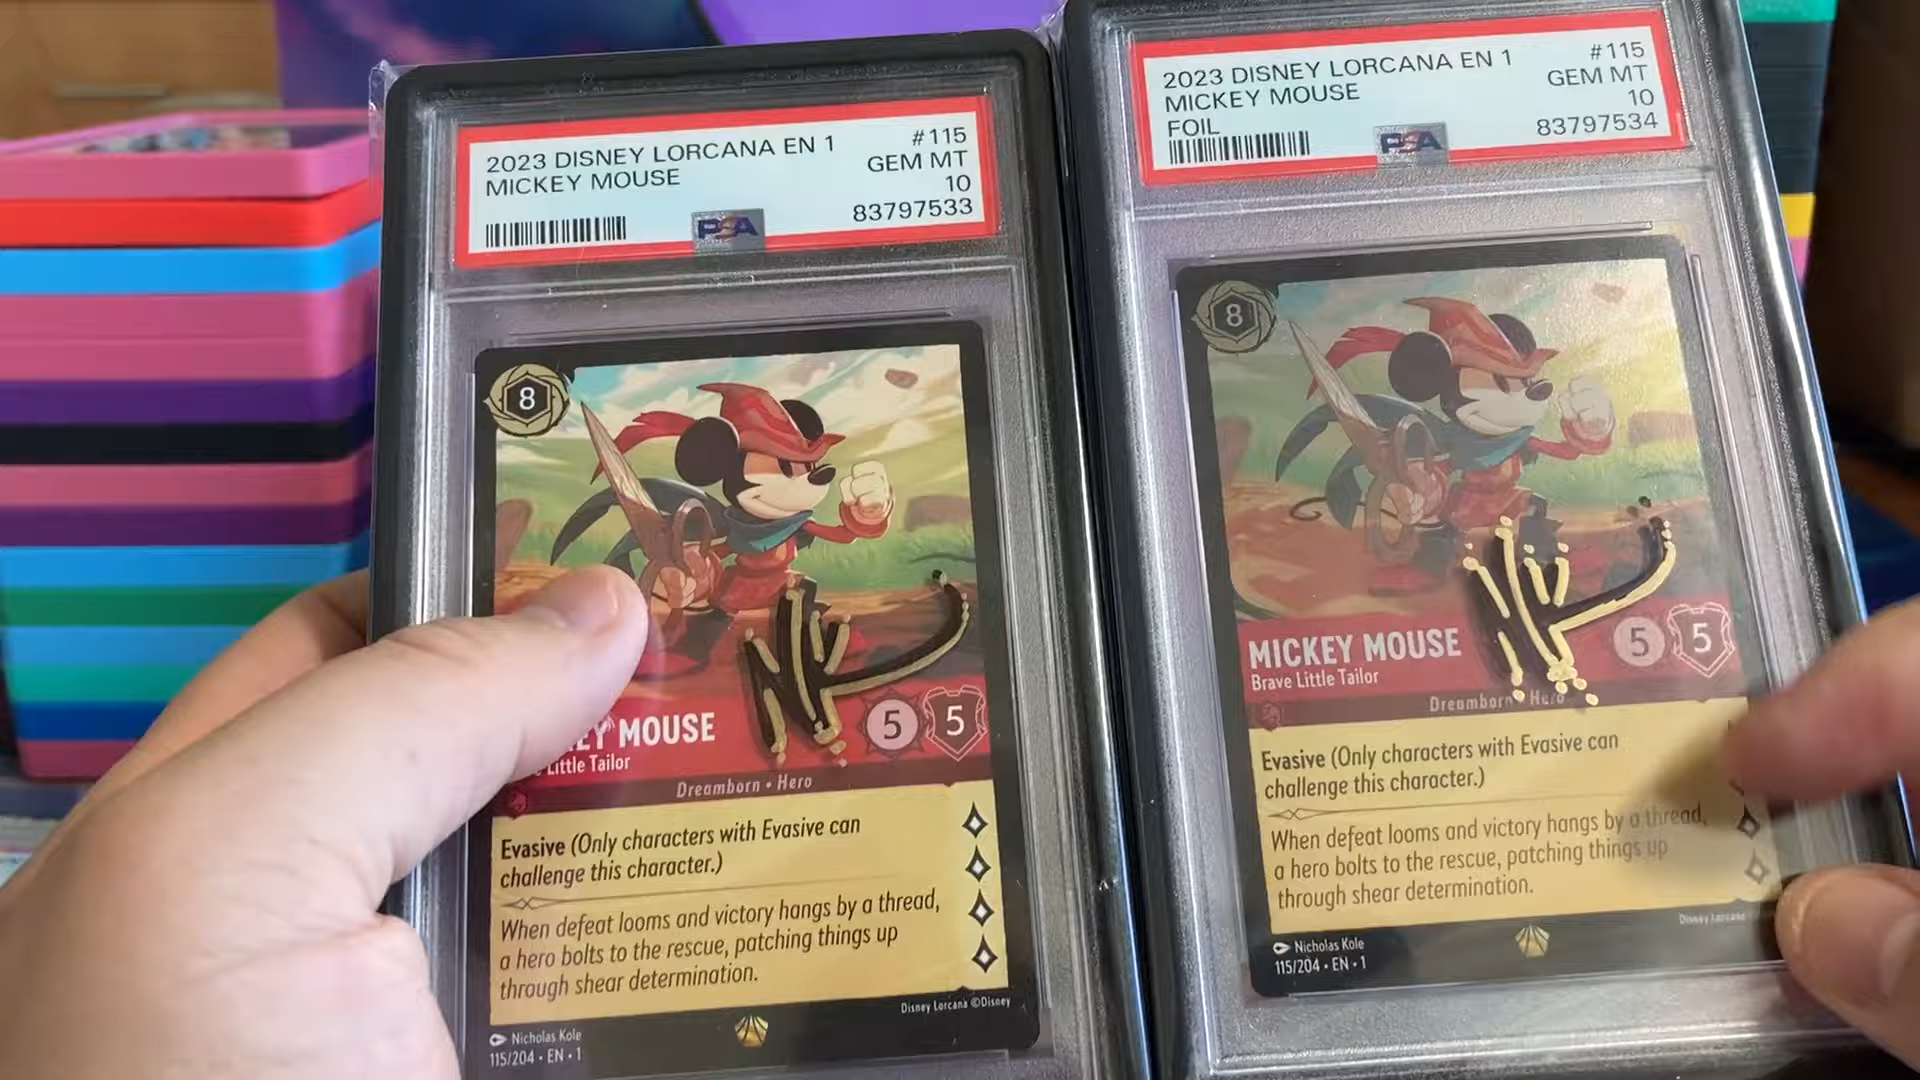 2023 DISNEY LORCANA EN 1
#115
MICKEY MOUSE
GEM MT
10
83797533
PSA
8
MOUSE
5
5
Little Tailor
Dreamborn • Hero
Evasive (Only characters with Evasive can
challenge this character.)
When defeat looms and victory hangs by a thread,
a hero bolts to the rescue, patching things up
through shear determination.
Disney Lorcana ©Disney
Nicholas Kole
115/204 • EN • 1
2023 DISNEY LORCANA EN 1
#115
MICKEY MOUSE
GEM MT
FOIL
10
83797534
PSA
8
MICKEY MOUSE
5
5
Brave Little Tailor
Dreamborn • Hero
Evasive (Only characters with Evasive can
challenge this character.)
When defeat looms and victory hangs by a thread,
a hero bolts to the rescue, patching things up
through shear determination.
Disney Lorcana
Nicholas Kole
115/204 • EN • 1